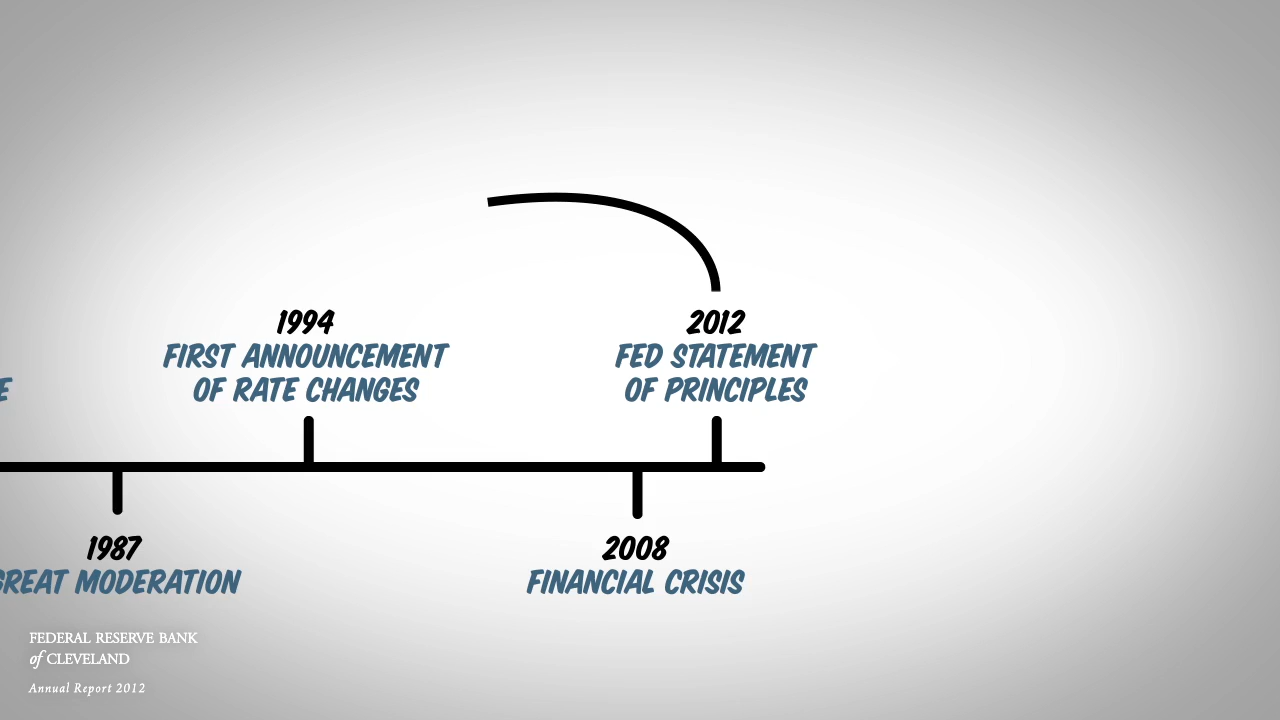 1994
FIRST ANNOUNCEMENT
OF RATE CHANGES
2012
FED STATEMENT
OF PRINCIPLES
1987
GREAT MODERATION
2008
FINANCIAL CRISIS
FEDERAL RESERVE BANK
of CLEVELAND
Annual Report 2012